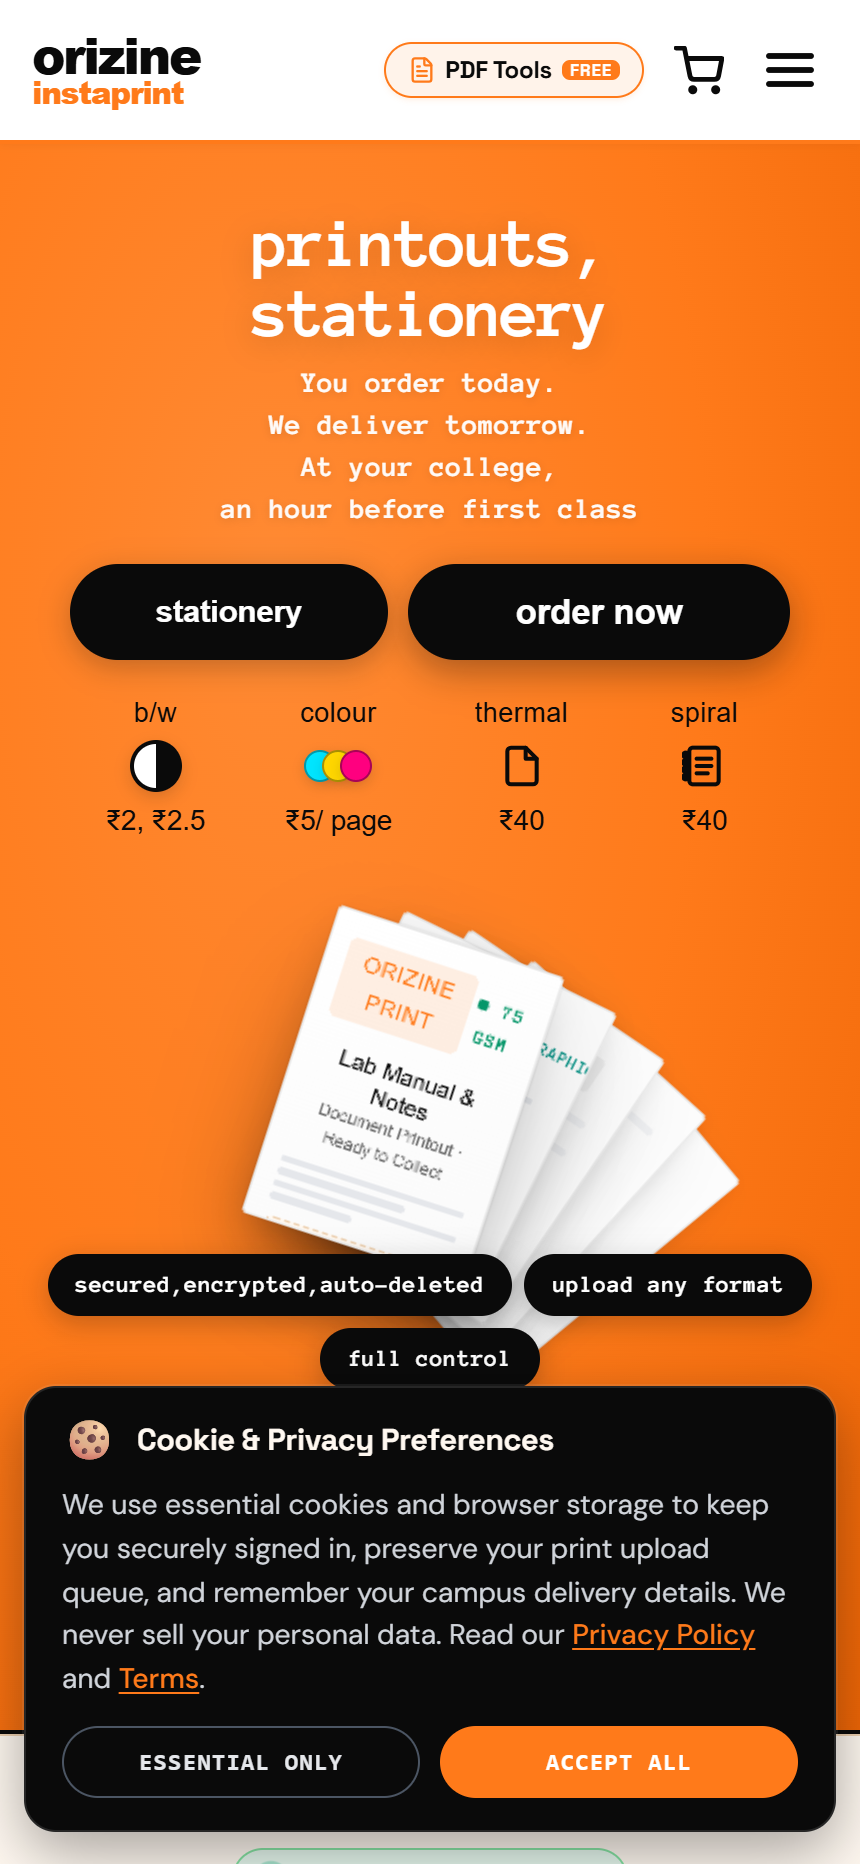 orizine
instaprint
PDF Tools FREE
printouts,
stationery
You order today.
We deliver tomorrow.
At your college,
an hour before first class
stationery
order now
b/w
colour
thermal
spiral
₹2, ₹2.5
₹5/ page
₹40
₹40
ORIZINE
PRINT
75
GSM
Lab Manual &
Notes
Document Printout ·
Ready to Collect
secured,encrypted,auto-deleted
upload any format
full control
Cookie & Privacy Preferences
We use essential cookies and browser storage to keep
you securely signed in, preserve your print upload
queue, and remember your campus delivery details. We
never sell your personal data. Read our Privacy Policy
and Terms.
ESSENTIAL ONLY
ACCEPT ALL